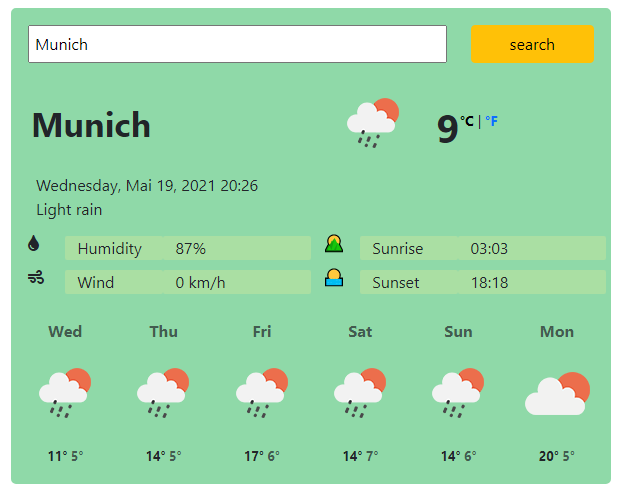 Munich search
Munich 9 °C | °F
Wednesday, Mai 19, 2021 20:26
Light rain
Humidity 87% Sunrise 03:03
Wind 0 km/h Sunset 18:18
Wed Thu Fri Sat Sun Mon
11° 5° 14° 5° 17° 6° 14° 7° 14° 6° 20° 5°